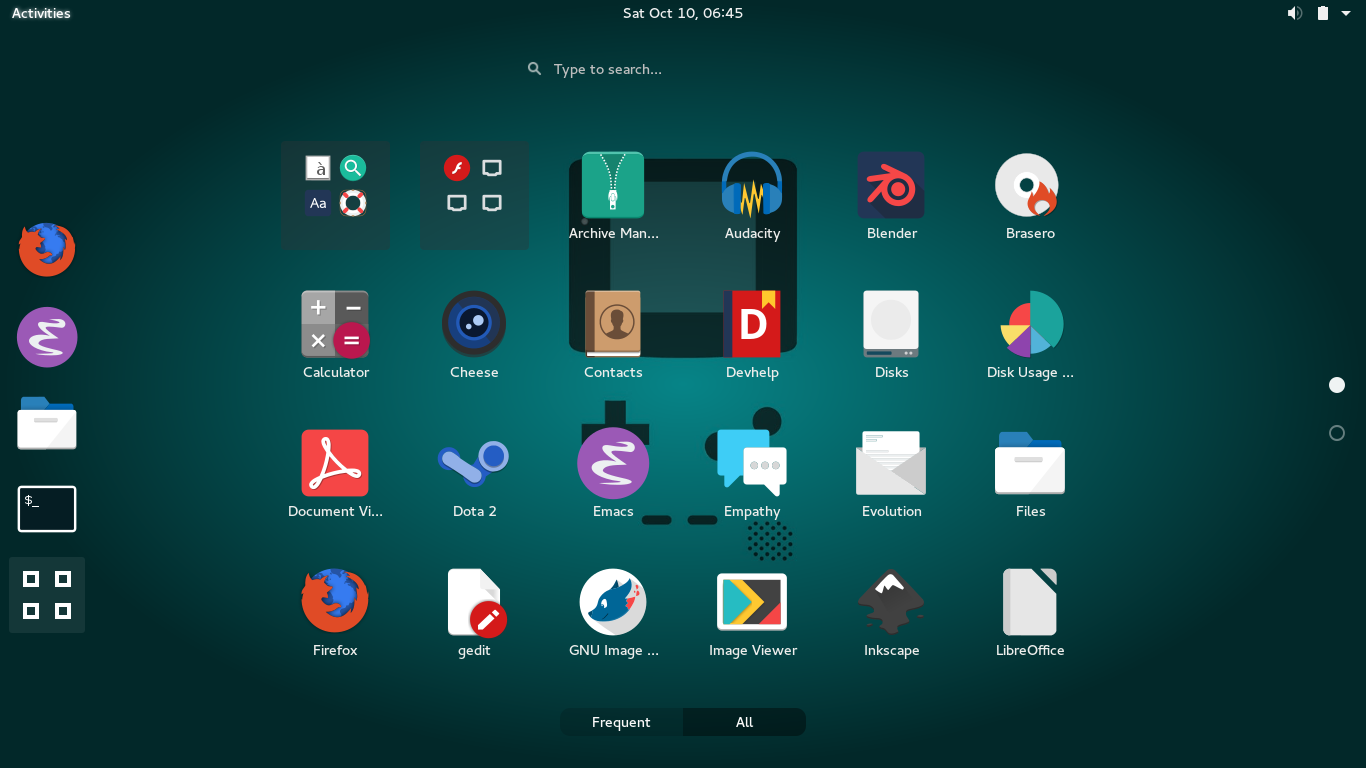 Activities
Sat Oct 10, 06:45
Type to search...
à
Aa
Archive Man...
Audacity
Blender
Brasero
Calculator
Cheese
Contacts
D
Devhelp
Disks
Disk Usage ...
Document Vi...
Dota 2
Emacs
Empathy
Evolution
Files
$_
Firefox
gedit
GNU Image ...
Image Viewer
Inkscape
LibreOffice
Frequent
All